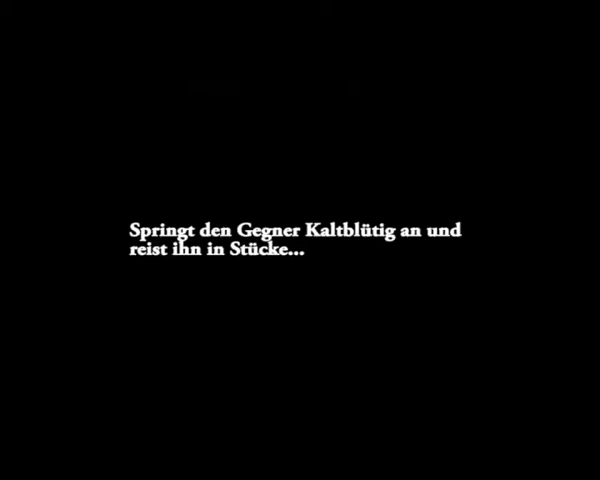 Springt den Gegner Kaltblütig an und
reist ihn in Stücke...